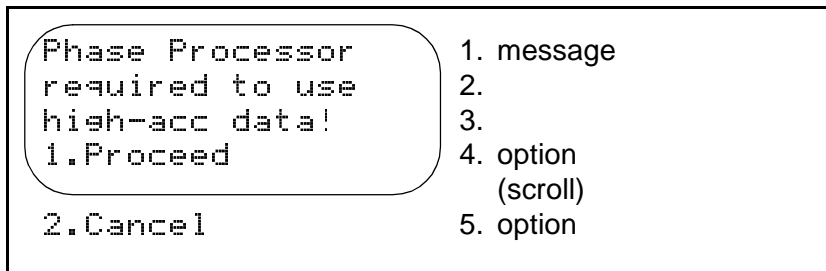 Phase Processor 1. message
required to use 2.
high-acc data! 3.
1.Proceed 4. option
(scroll)
2.Cancel 5. option